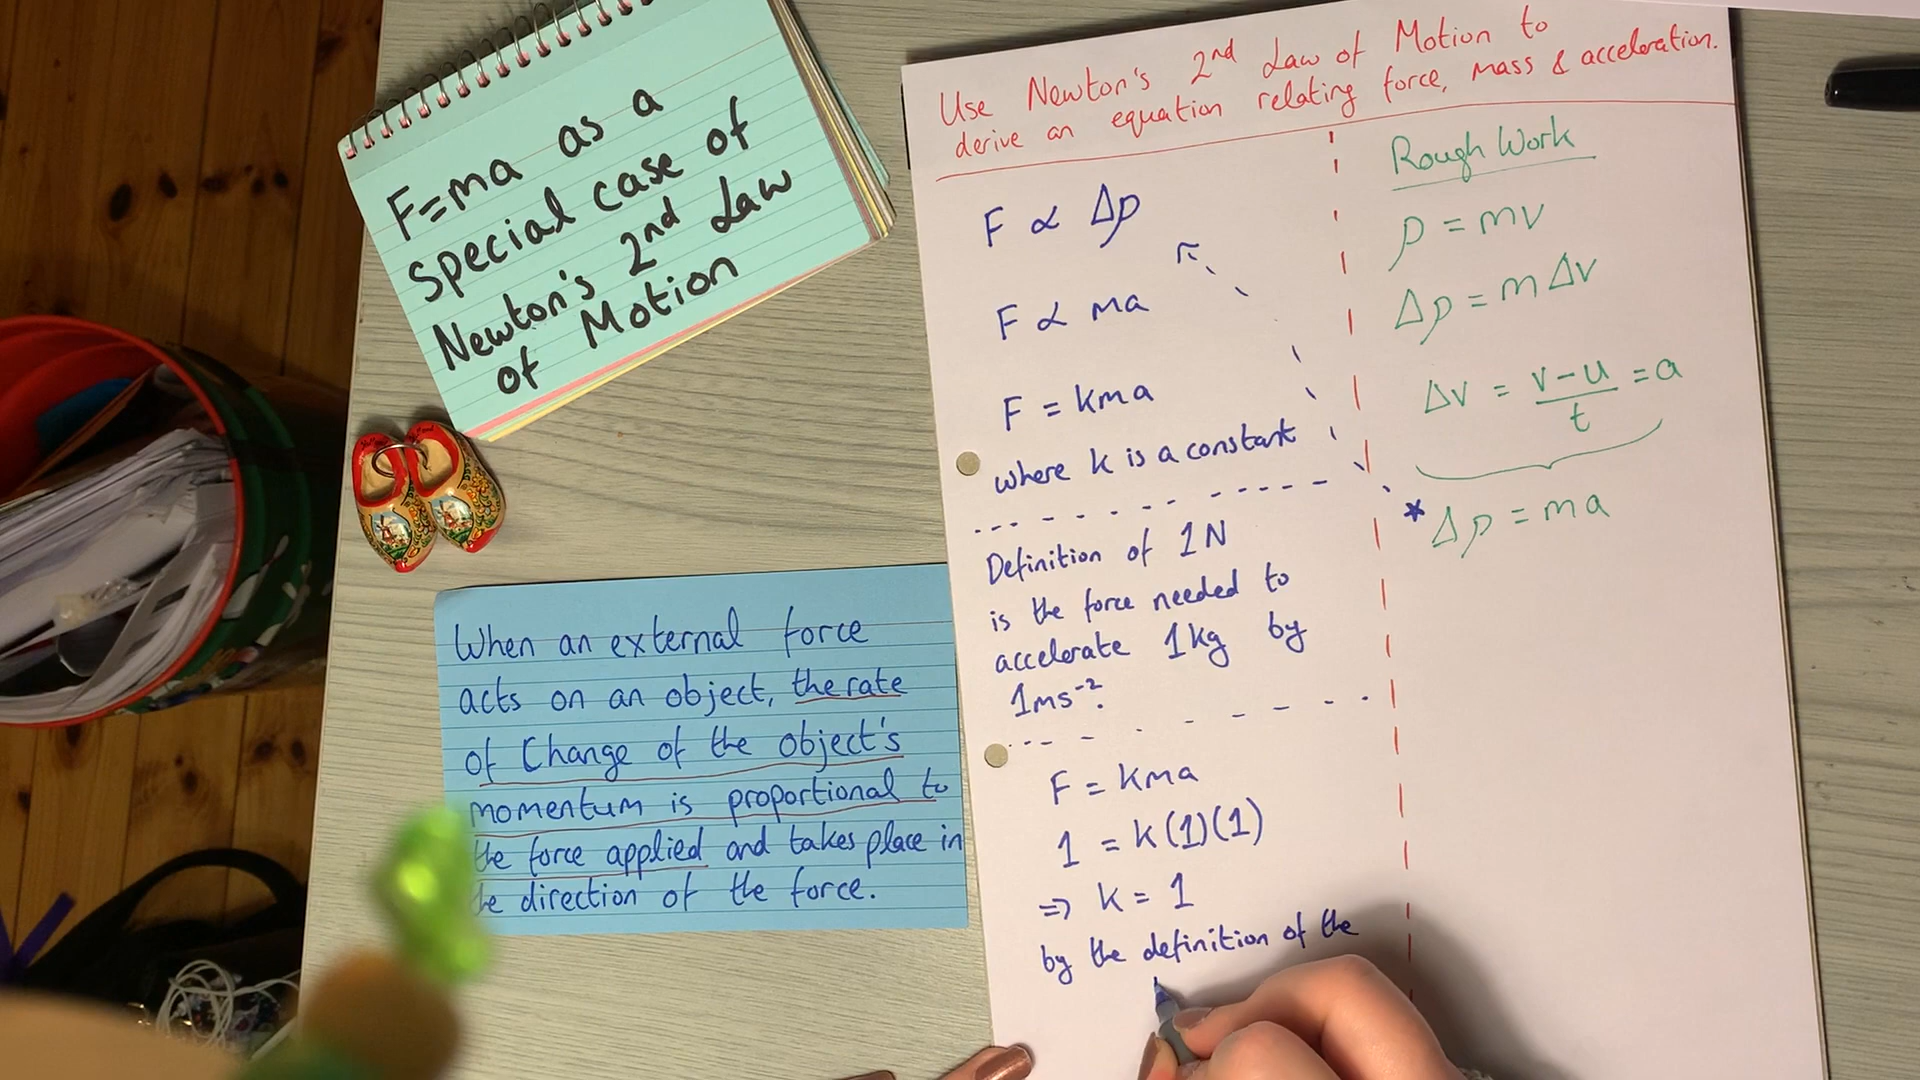 F=ma as a
special case of
Newton's 2nd Law
of Motion
When an external force
acts on an object, the rate
of Change of the object's
momentum is proportional to
the force applied and takes place in
direction of the force.
Use Newton's 2nd Law of Motion to
derive an equation relating force, mass & acceleration.
F ∝ Δp
F ∝ ma
F = kma
where k is a constant
Definition of 1N
is the force needed to
accelerate 1kg by
1ms⁻².
F = kma
1 = k(1)(1)
⇒ k = 1
by the definition of the
Rough Work
p = mv
Δp = mΔv
Δv = v-u/t = a
* Δp = ma